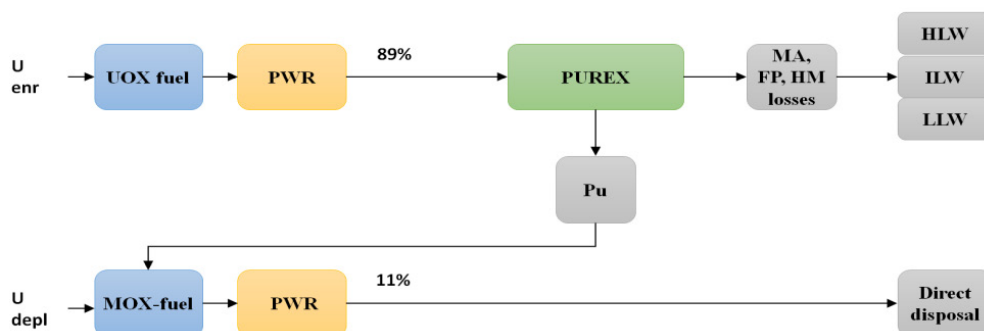 89%
HLW
U
enr
UOX fuel
PWR
PUREX
MA,
FP, HM
losses
ILW
LLW
Pu
11%
U
depl
MOX-fuel
PWR
Direct
disposal